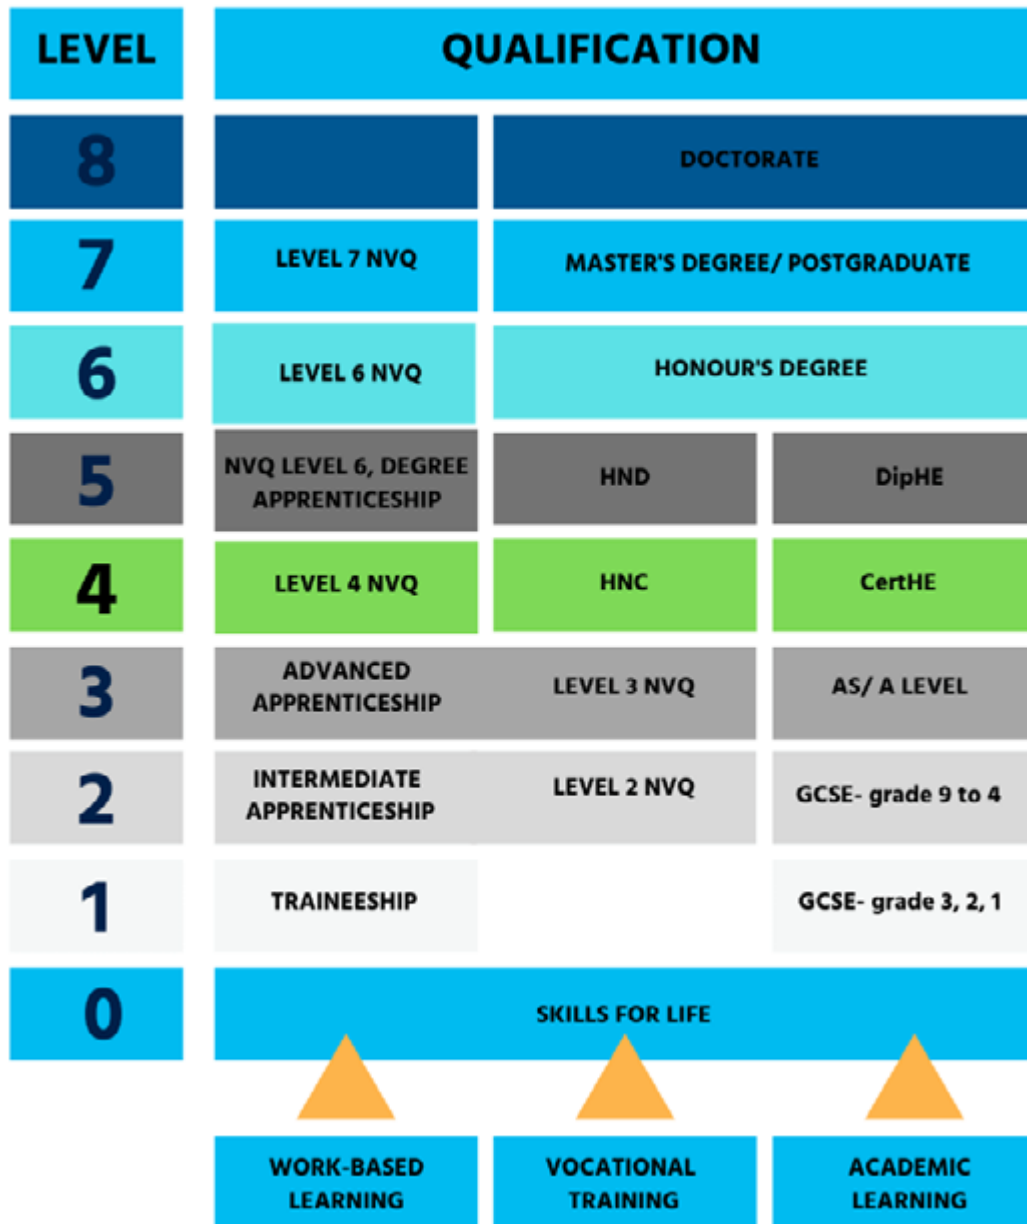 LEVEL
QUALIFICATION
8
DOCTORATE
7
LEVEL 7 NVQ
MASTER'S DEGREE/ POSTGRADUATE
6
LEVEL 6 NVQ
HONOUR'S DEGREE
5
NVQ LEVEL 6, DEGREE
APPRENTICESHIP
HND
DipHE
4
LEVEL 4 NVQ
HNC
CertHE
3
ADVANCED
APPRENTICESHIP
LEVEL 3 NVQ
AS/ A LEVEL
2
INTERMEDIATE
APPRENTICESHIP
LEVEL 2 NVQ
GCSE- grade 9 to 4
1
TRAINEESHIP
GCSE- grade 3, 2, 1
0
SKILLS FOR LIFE
WORK-BASED
LEARNING
VOCATIONAL
TRAINING
ACADEMIC
LEARNING